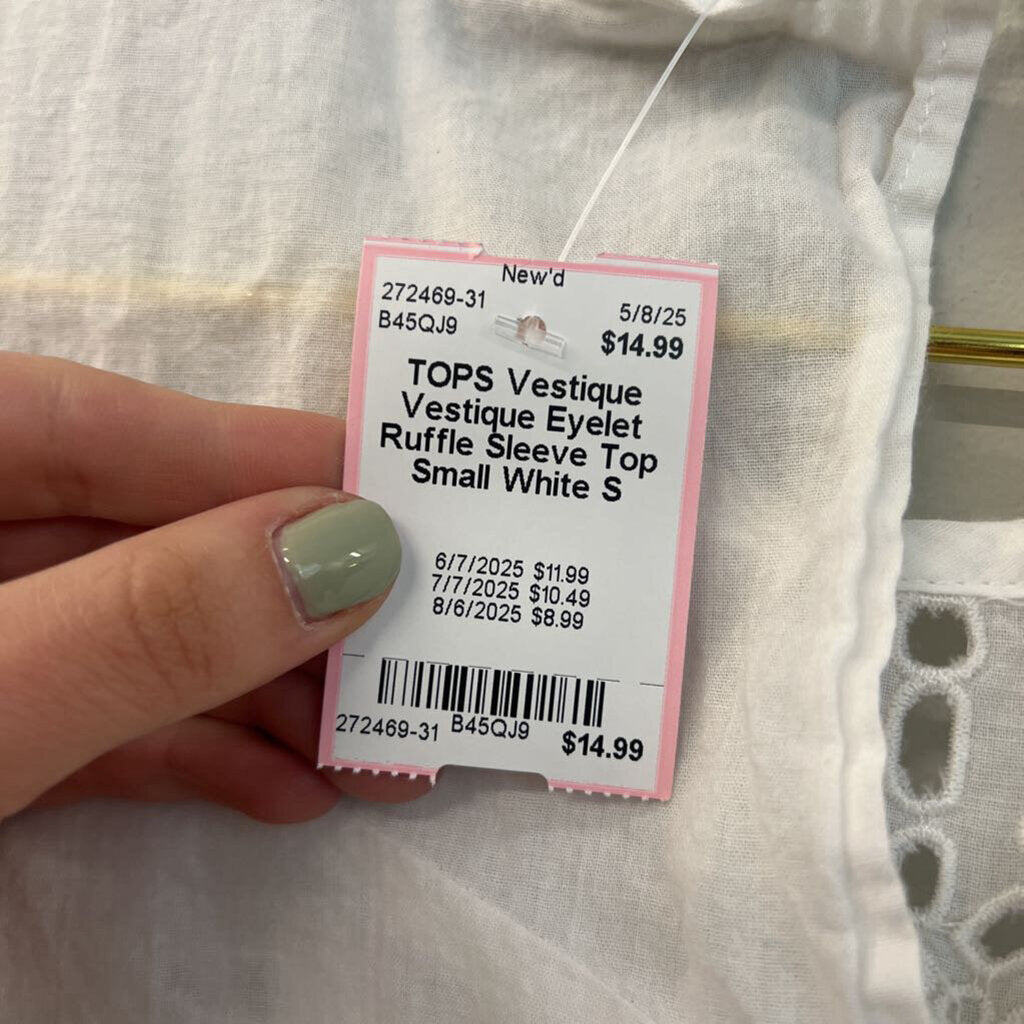 New'd
272469-31
5/8/25
B45QJ9
$14.99
TOPS Vestique
Vestique Eyelet
Ruffle Sleeve Top
Small White S
6/7/2025 $11.99
7/7/2025 $10.49
8/6/2025 $8.99
272469-31 B45QJ9 $14.99